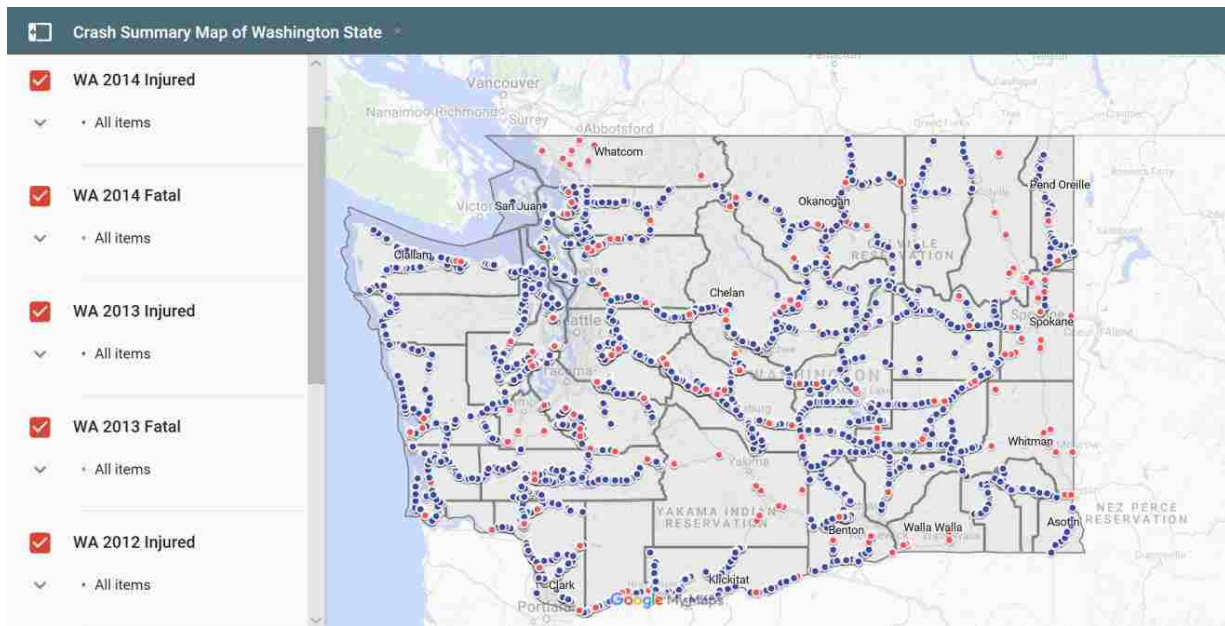 Crash Summary Map of Washington State
WA 2014 Injured
• All items
WA 2014 Fatal
• All items
WA 2013 Injured
• All items
WA 2013 Fatal
• All items
WA 2012 Injured
• All items
Vancouver
Nanaimo Richmond
Surrey
Abbotsford
Whatcom
San Juan
Okanogan
Pend Oreille
Clallam
COLVILLE
RESERVATION
Chelan
Seattle
Spokane
Spokane
Tacoma
WASHINGTON
Whitman
Yakima
YAKAMA INDIAN
RESERVATION
NEZ PERCE
RESERVATION
Benton
Walla Walla
Asotin
Clark
Klickitat
Portland
Google My Maps